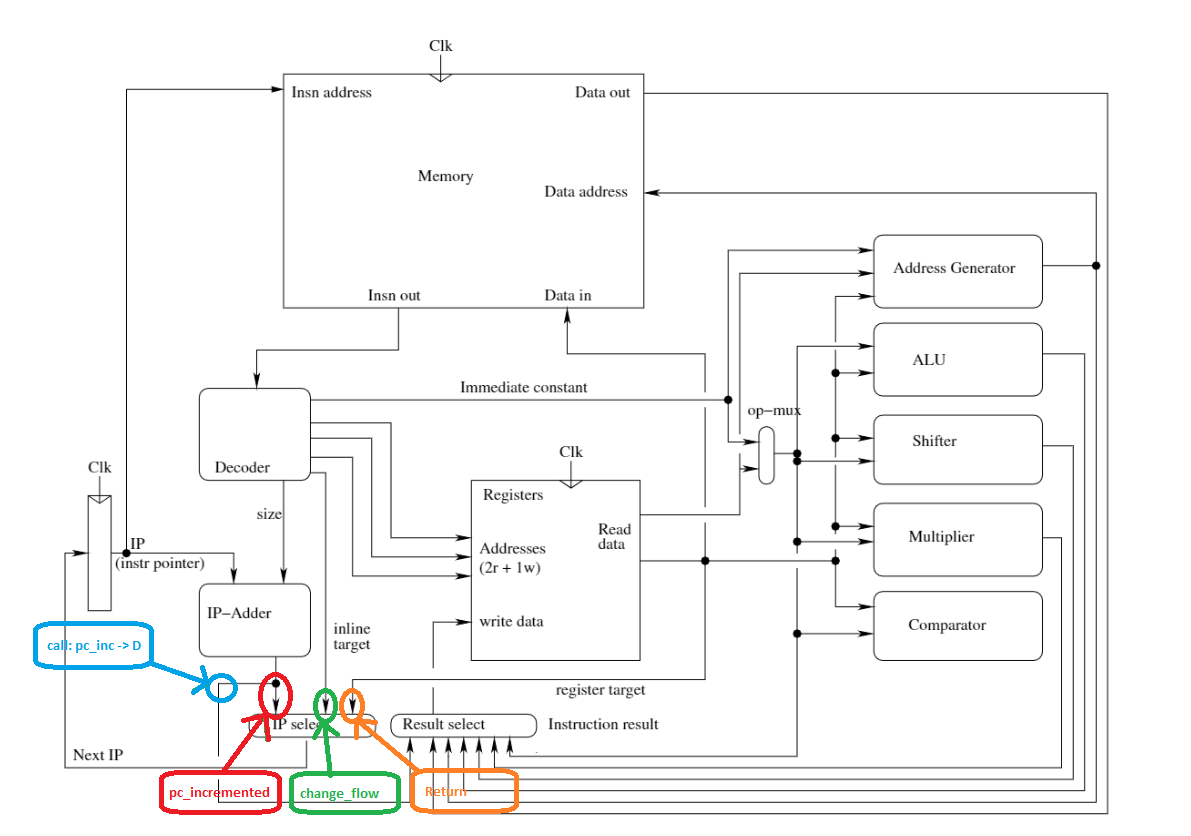 Clk
Insn address
Data out
Memory
Data address
Address Generator
Insn out
Data in
ALU
Immediate constant
op-mux
Shifter
Clk
Decoder
Clk
Registers
size
Read
data
Multiplier
IP
(instr pointer)
Addresses
(2r + 1w)
IP-Adder
write data
Comparator
inline
target
call: pc_inc -> D
register target
IP selec
Result select
Instruction result
Next IP
pc_incremented
change_flow
Return